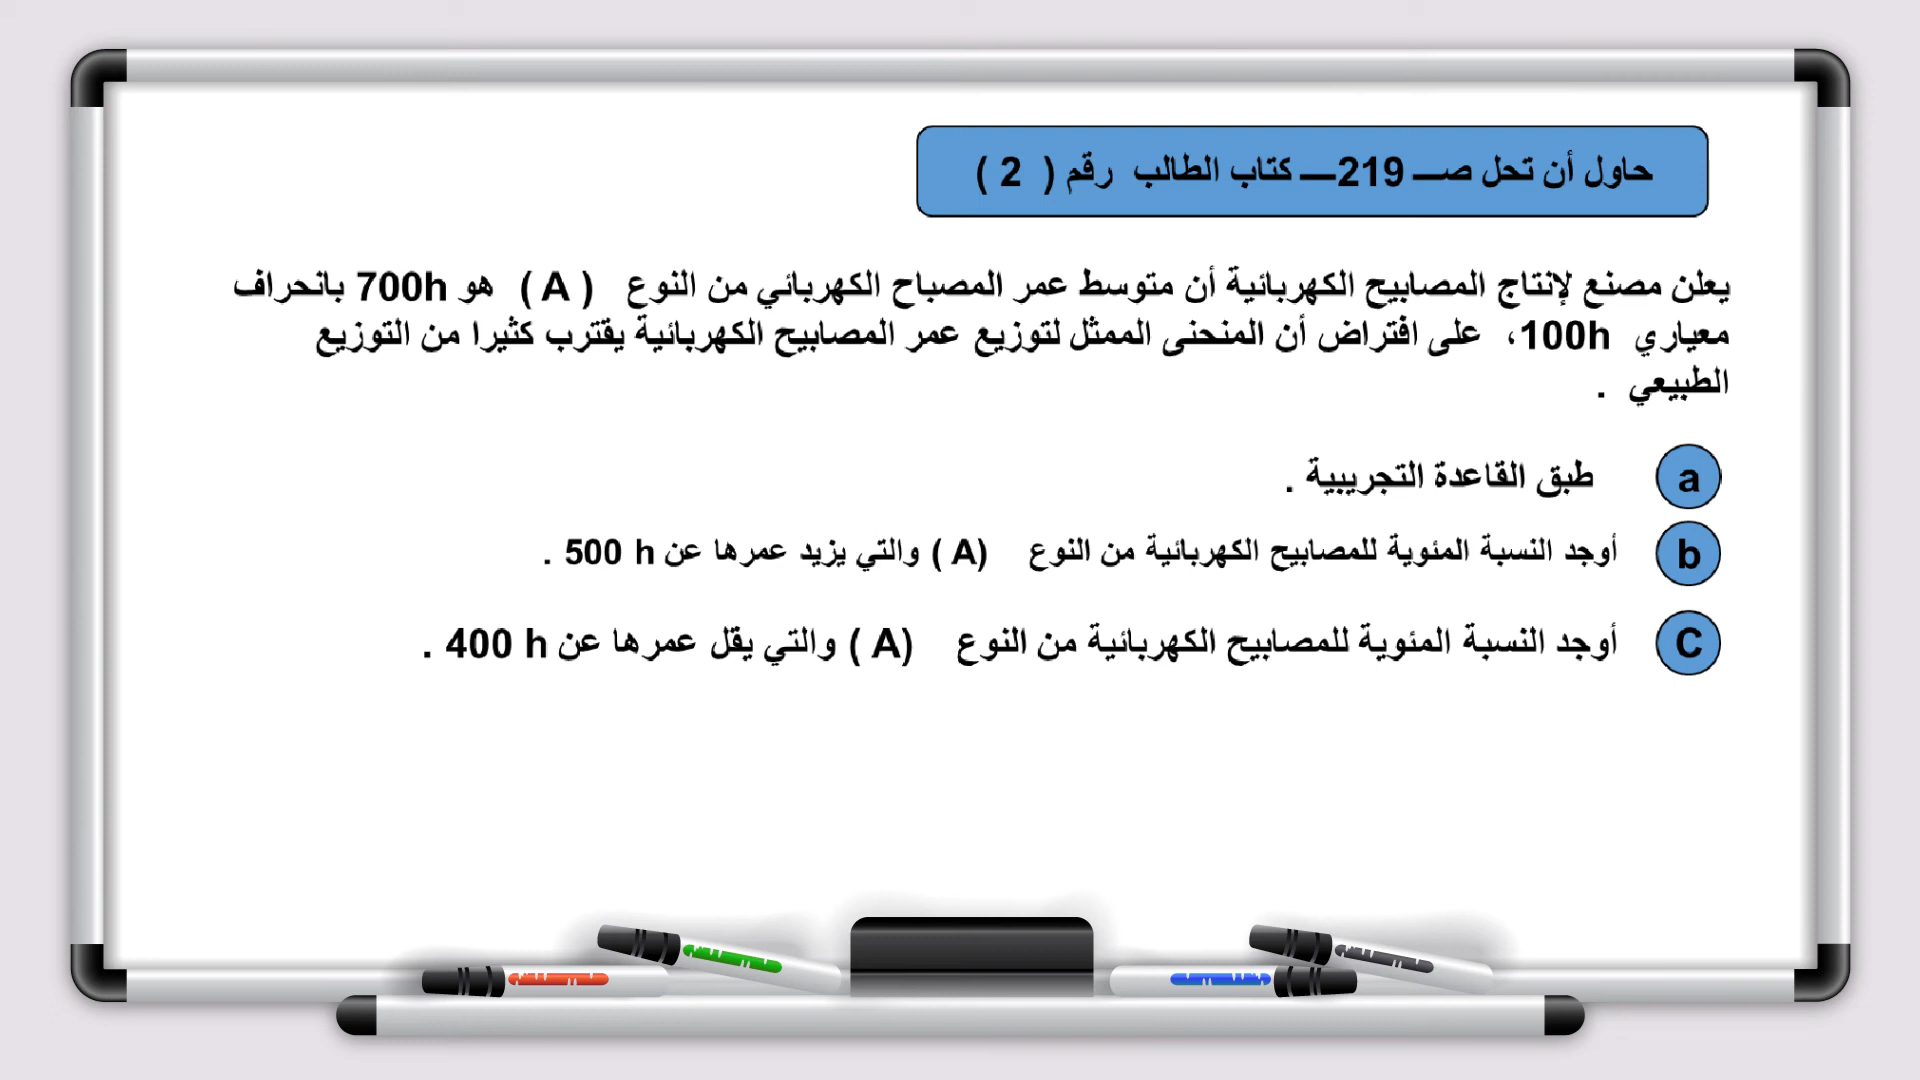 حاول أن تحل صـــ 219ـــ كتاب الطالب رقم ( 2 )
يعلن مصنع لإنتاج المصابيح الكهربائية أن متوسط عمر المصباح الكهربائي من النوع ( A ) هو 700h بانحراف
معياري 100h، على افتراض أن المنحنى الممثل لتوزيع عمر المصابيح الكهربائية يقترب كثيرا من التوزيع
الطبيعي .
a طبق القاعدة التجريبية .
b أوجد النسبة المئوية للمصابيح الكهربائية من النوع (A ) والتي يزيد عمرها عن 500 h .
C أوجد النسبة المئوية للمصابيح الكهربائية من النوع (A ) والتي يقل عمرها عن 400 h .